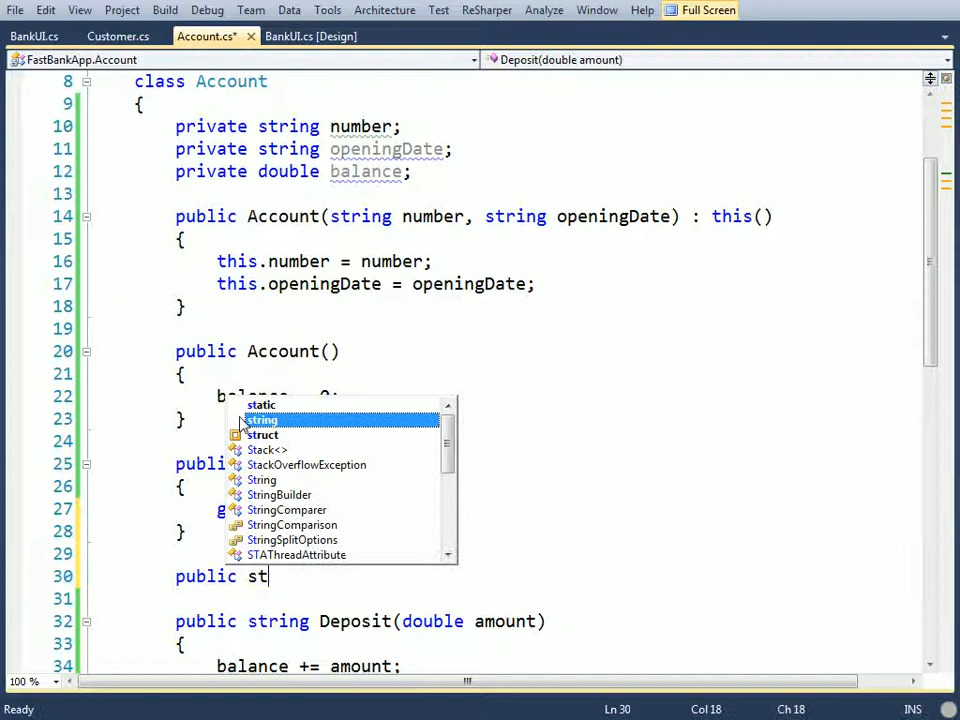 File Edit View Project Build Debug Team Data Tools Architecture Test ReSharper Analyze Window Help Full Screen
BankUI.cs Customer.cs Account.cs* BankUI.cs [Design]
FastBankApp.Account Deposit(double amount)
8 class Account
9 {
10 private string number;
11 private string openingDate;
12 private double balance;
13
14 public Account(string number, string openingDate) : this()
15 {
16 this.number = number;
17 this.openingDate = openingDate;
18 }
19
20 public Account()
21 {
22
static
23 }
string
struct
24
Stack<>
25 publi
StackOverflowException
String
26 {
StringBuilder
27 g
StringComparer
StringComparison
28 }
StringSplitOptions
29
STAThreadAttribute
30 public st
31
32 public string Deposit(double amount)
33 {
34 balance += amount;
100 %
Ready Ln 30 Col 18 Ch 18 INS